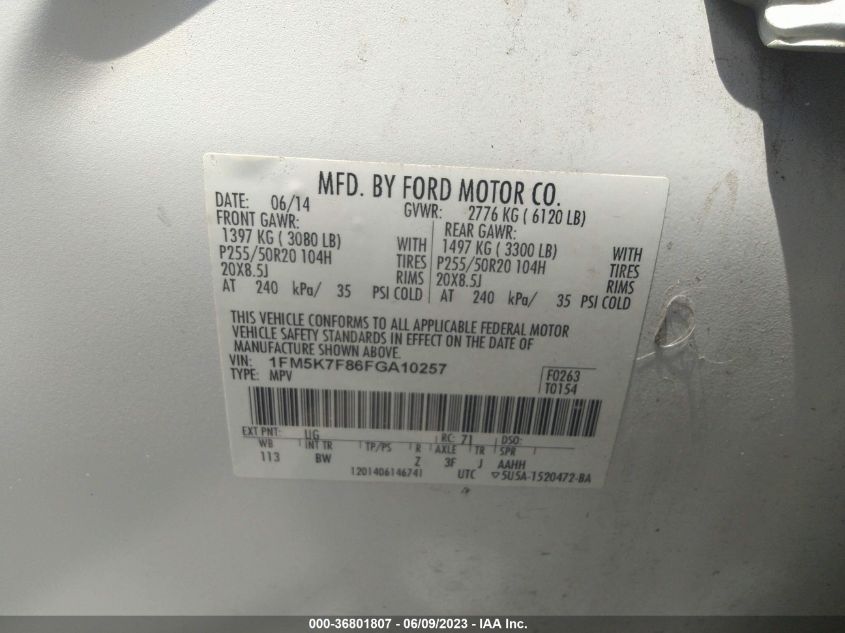 MFD. BY FORD MOTOR CO.
DATE: 06/14 GVWR: 2776 KG ( 6120 LB)
FRONT GAWR: REAR GAWR:
1397 KG ( 3080 LB) WITH 1497 KG ( 3300 LB) WITH
P255/50R20 104H TIRES P255/50R20 104H TIRES
20X8.5J RIMS 20X8.5J RIMS
AT 240 kPa/ 35 PSI COLD AT 240 kPa/ 35 PSI COLD
THIS VEHICLE CONFORMS TO ALL APPLICABLE FEDERAL MOTOR
VEHICLE SAFETY STANDARDS IN EFFECT ON THE DATE OF
MANUFACTURE SHOWN ABOVE.
VIN: 1FM5K7F86FGA10257
TYPE: MPV
F0263
T0154
EXT PNT: UG RC: 71 DSO:
WB INT TR TP/PS R AXLE TR SPR
113 BW Z 3F J AAHH
1201406146741 UTC ▽5U5A-1520472-BA
000-36801807 - 06/09/2023 - IAA Inc.